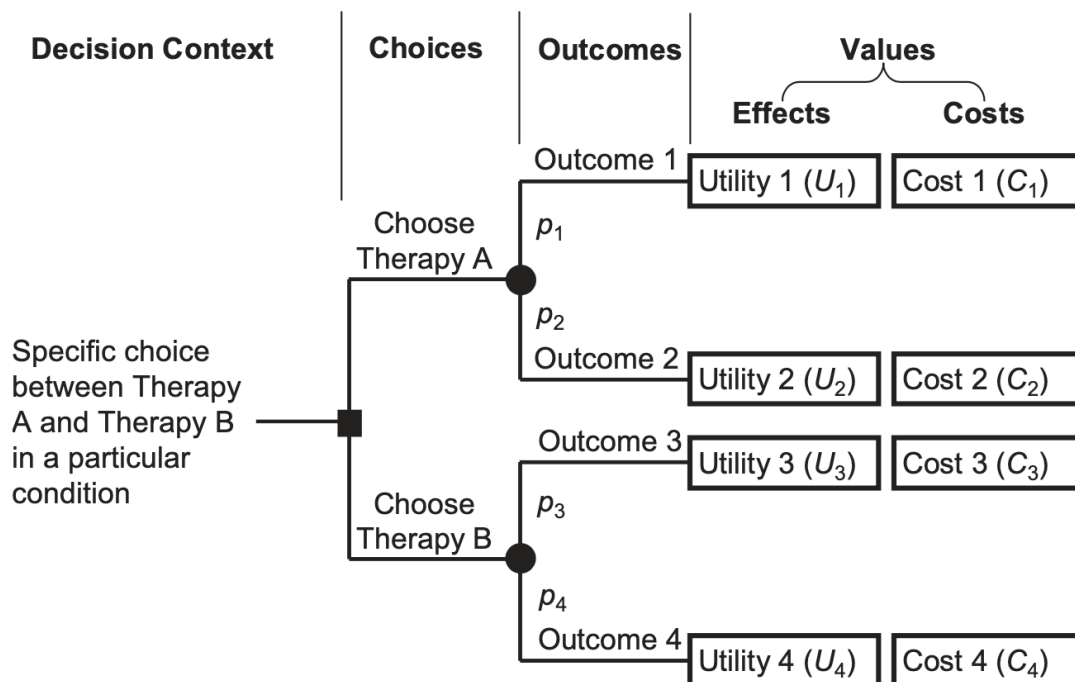 Decision Context
Choices
Outcomes
Values
Effects
Costs
Outcome 1
Utility 1 (U₁)
Cost 1 (C₁)
p₁
Choose
Therapy A
p₂
Outcome 2
Utility 2 (U₂)
Cost 2 (C₂)
Specific choice
between Therapy
A and Therapy B
in a particular
condition
Outcome 3
Utility 3 (U₃)
Cost 3 (C₃)
p₃
Choose
Therapy B
p₄
Outcome 4
Utility 4 (U₄)
Cost 4 (C₄)